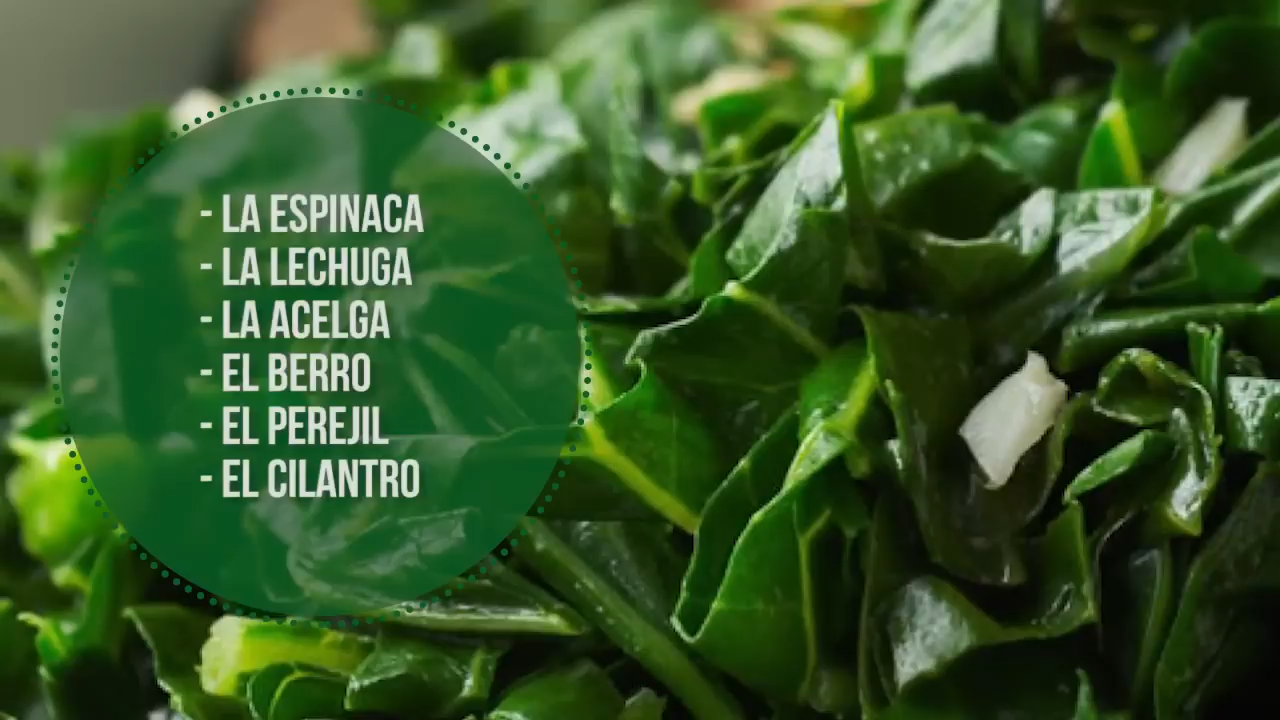 - LA ESPINACA
- LA LECHUGA
- LA ACELGA
- EL BERRO
- EL PEREJIL
- EL CILANTRO